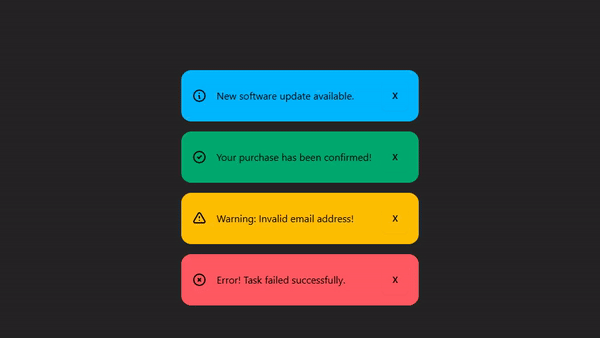 New software update available. X
Your purchase has been confirmed! X
Warning: Invalid email address! X
Error! Task failed successfully. X